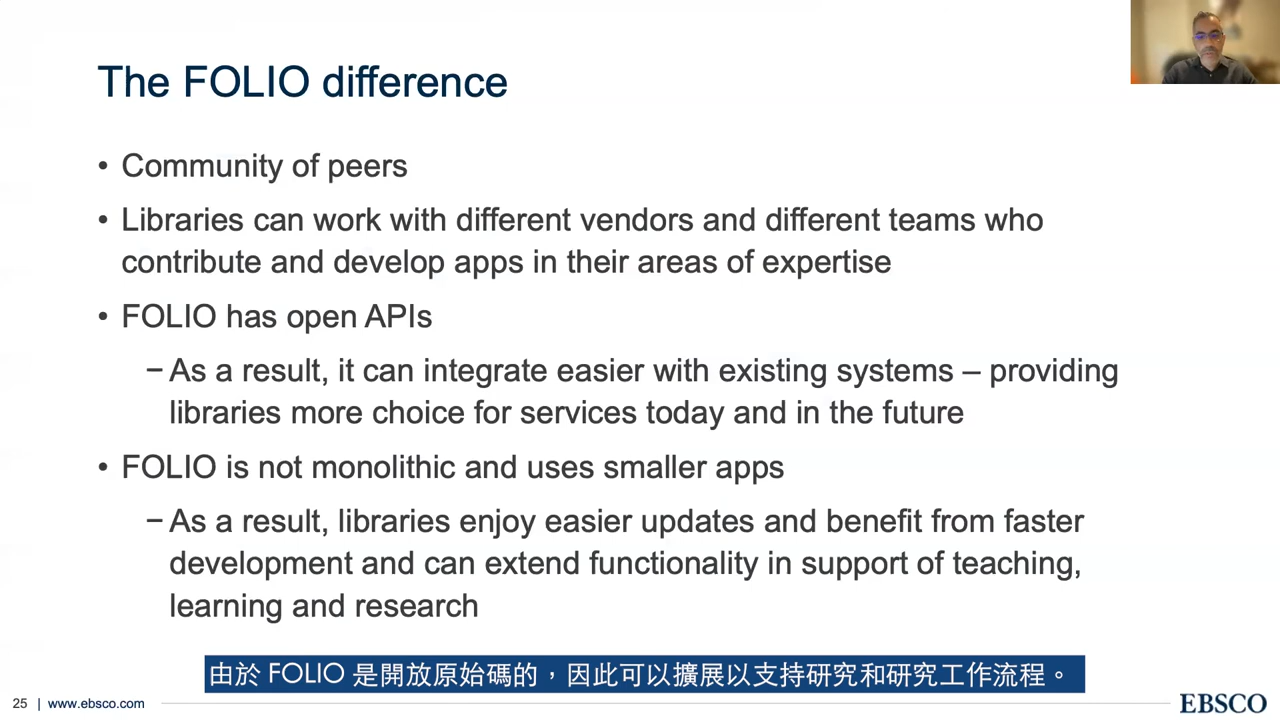 The FOLIO difference
• Community of peers
• Libraries can work with different vendors and different teams who
contribute and develop apps in their areas of expertise
• FOLIO has open APIs
– As a result, it can integrate easier with existing systems – providing
libraries more choice for services today and in the future
• FOLIO is not monolithic and uses smaller apps
– As a result, libraries enjoy easier updates and benefit from faster
development and can extend functionality in support of teaching,
learning and research
由於 FOLIO 是開放原始碼的，因此可以擴展以支持研究和研究工作流程。
25 | www.ebsco.com
EBSCO